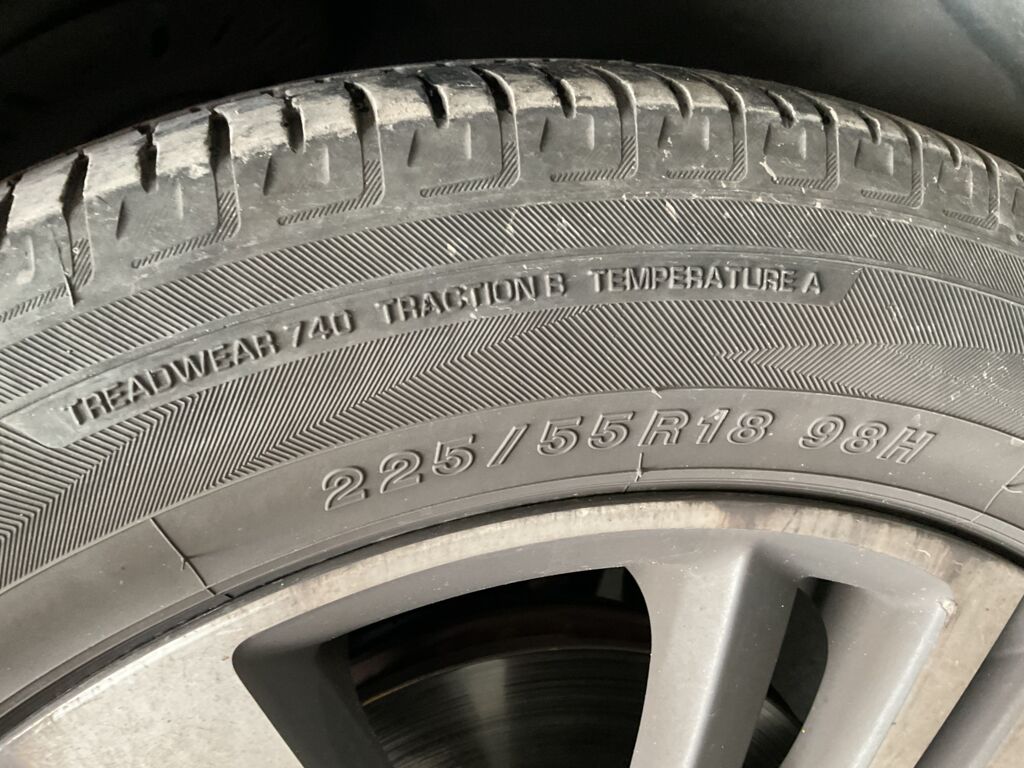 TREADWEAR 740 TRACTION B TEMPERATURE A
225/55R18 98H